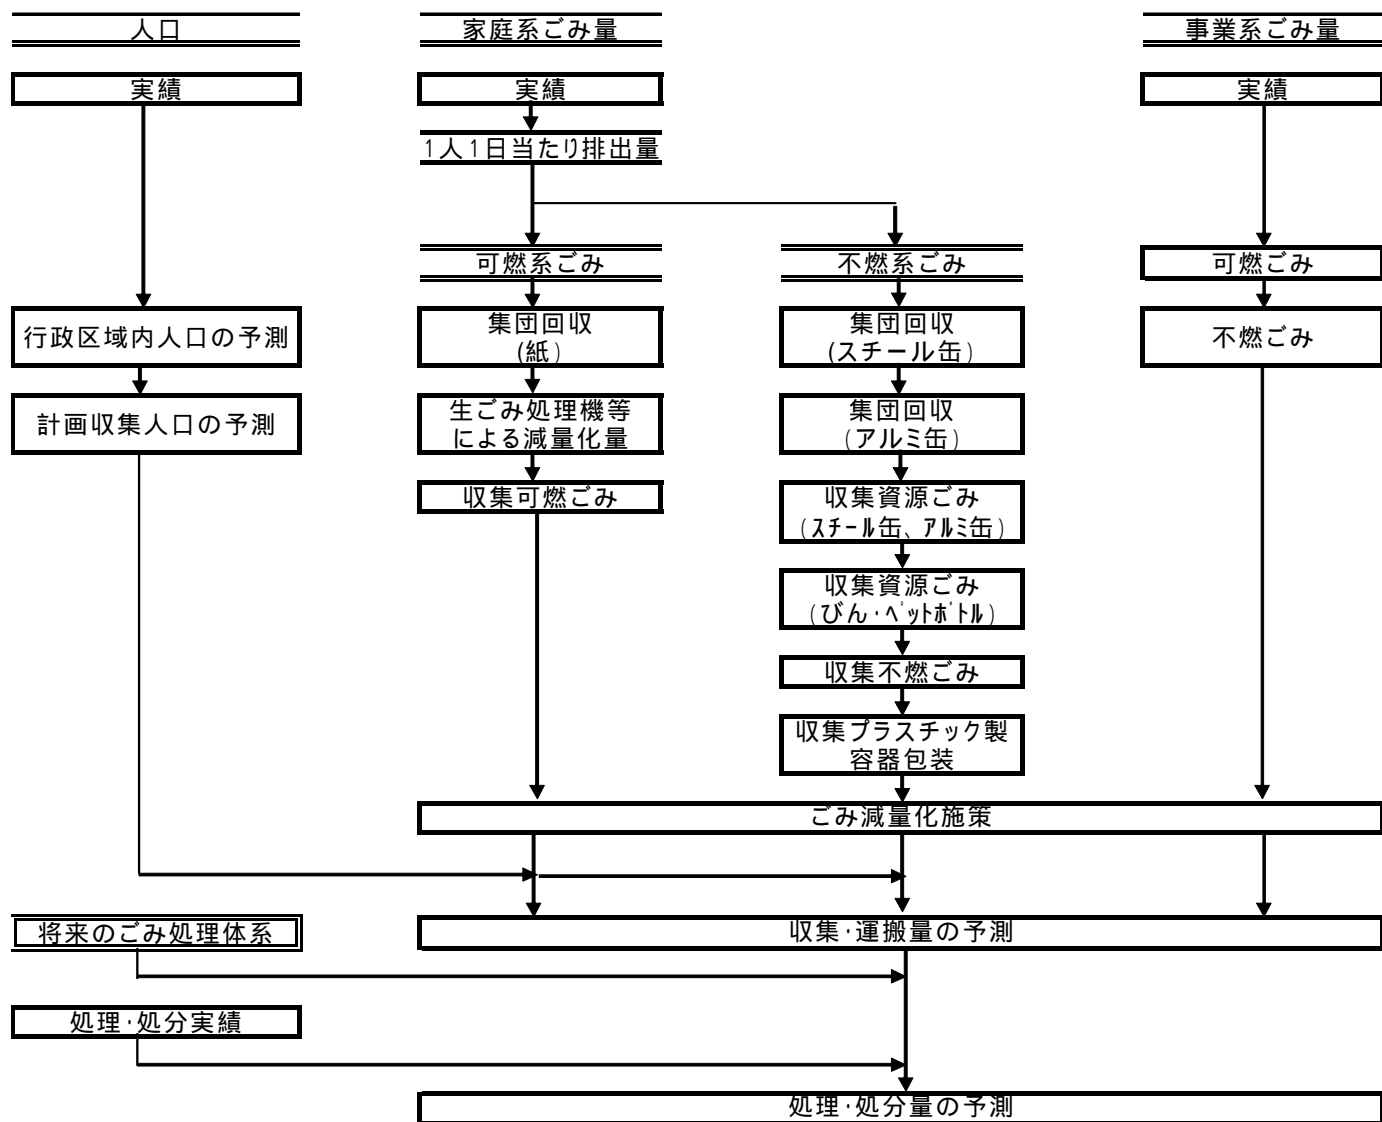 人口
家庭系ごみ量
事業系ごみ量
実績
実績
実績
1人1日当たり排出量
可燃系ごみ
不燃系ごみ
可燃ごみ
行政区域内人口の予測
集団回収
(紙)
集団回収
(スチール缶)
不燃ごみ
計画収集人口の予測
生ごみ処理機等
による減量化量
集団回収
(アルミ缶)
収集可燃ごみ
収集資源ごみ
(ｽﾁｰﾙ缶、ｱﾙﾐ缶)
収集資源ごみ
(びん・ﾍﾟｯﾄﾎﾞﾄﾙ)
収集不燃ごみ
収集プラスチック製
容器包装
ごみ減量化施策
将来のごみ処理体系
収集・運搬量の予測
処理・処分実績
処理・処分量の予測